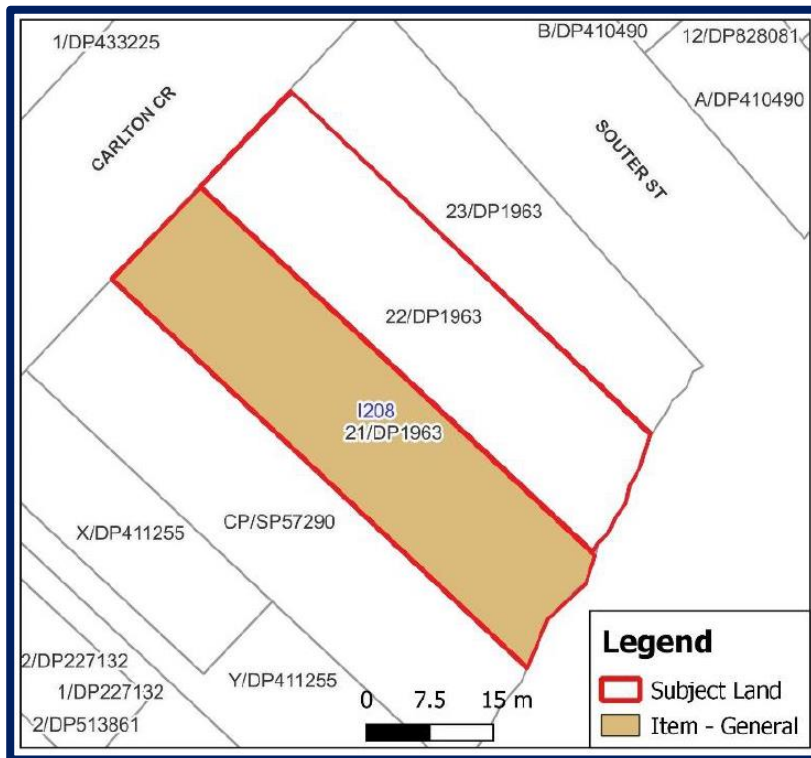 1/DP433225
B/DP410490
12/DP828081
A/DP410490
CARLTON CR
SOUTER ST
23/DP1963
22/DP1963
I208
21/DP1963
CP/SP57290
X/DP411255
2/DP227132
1/DP227132
2/DP513861
Y/DP411255
0 7.5 15 m
Legend
Subject Land
Item - General